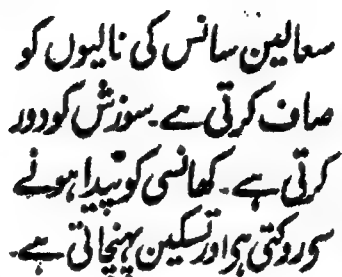 سعالین سانس کی نالیوں کو
صاف کرتی ہے۔ سوزش کو دور
کرتی ہے۔ کھانسی کو پیدا ہونے
سے روکتی ہے اور تسکین پہنچاتی ہے۔